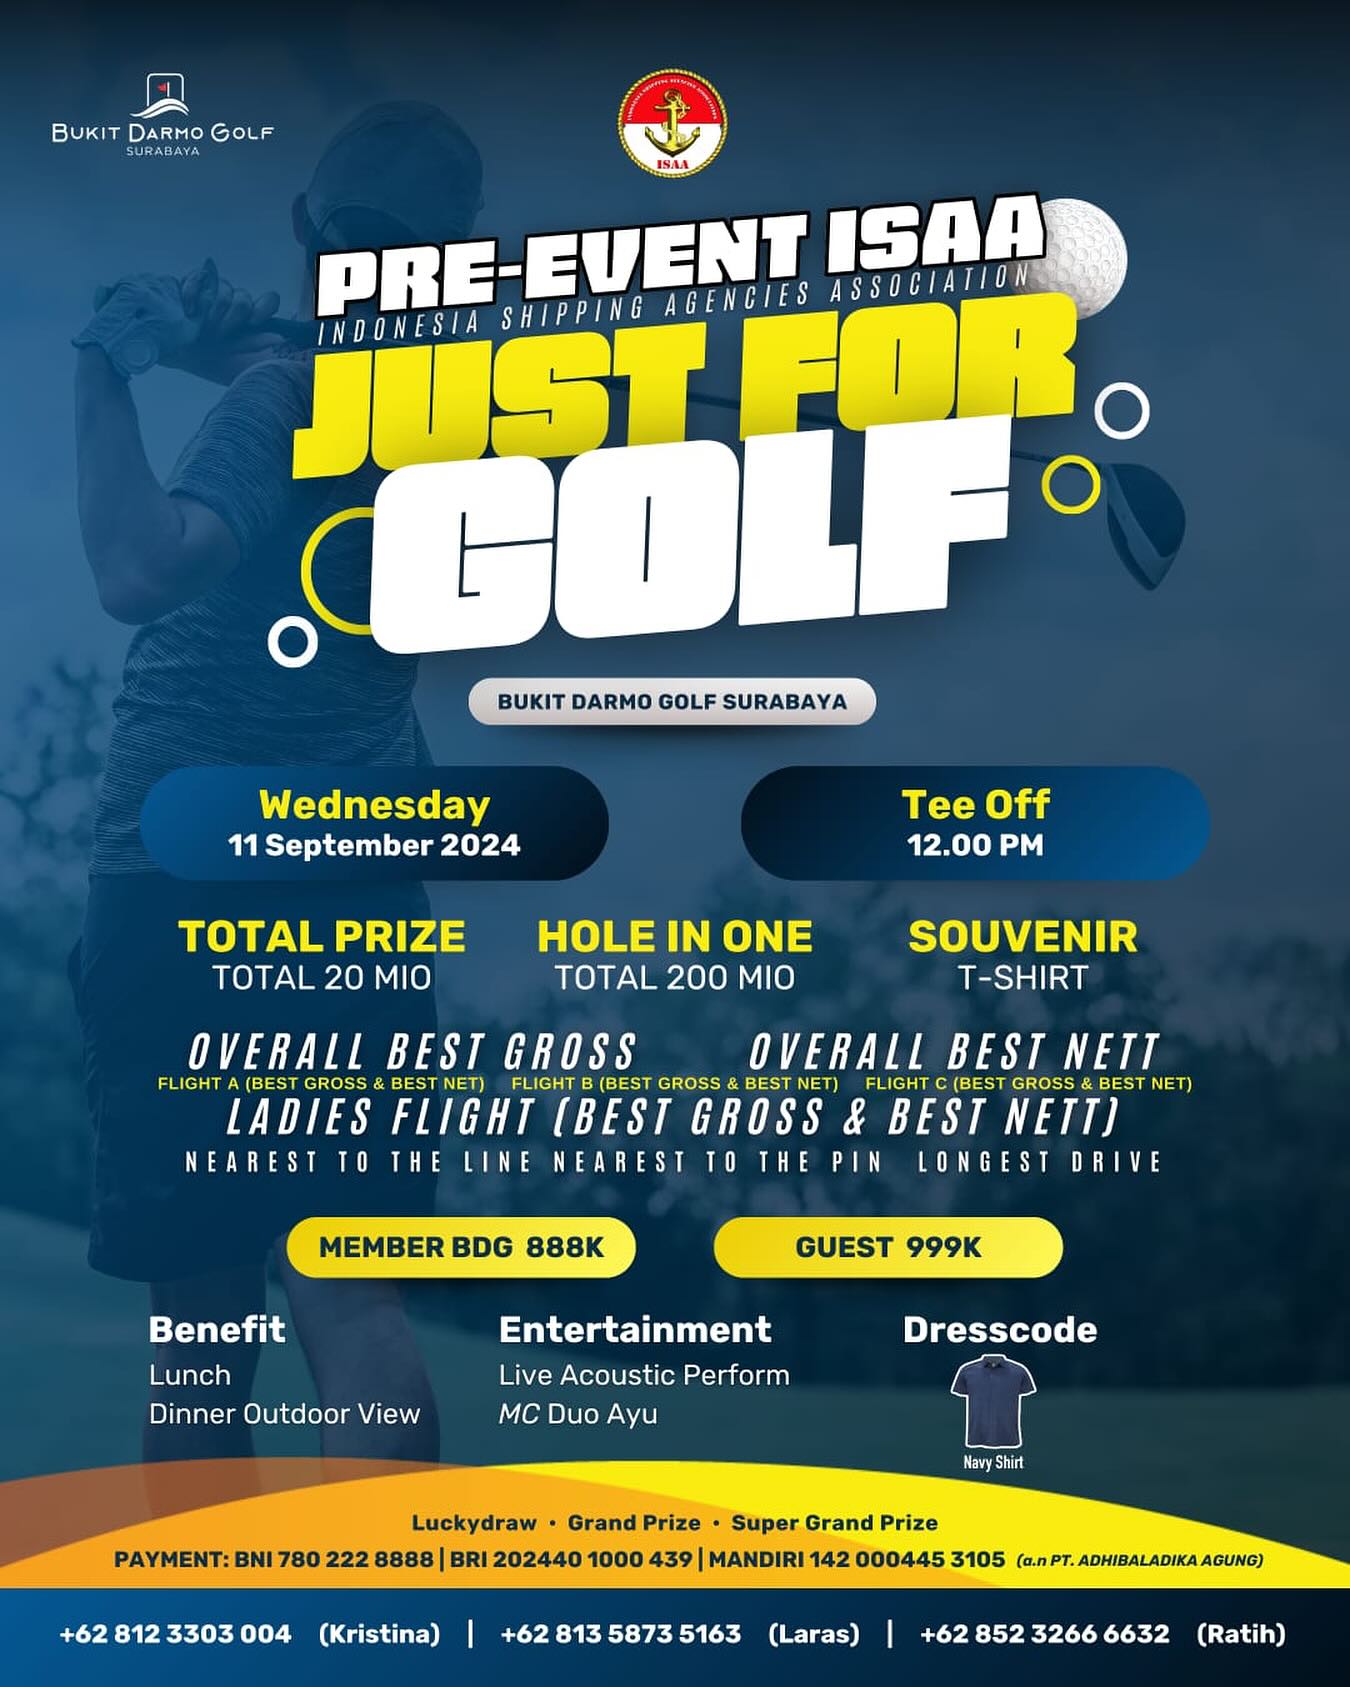 BUKIT DARMO GOLF
SURABAYA
INDONESIA SHIPPING AGENCIES ASSOCIATION
ISAA
PRE-EVENT ISAA
INDONESIA SHIPPING AGENCIES ASSOCIATION
JUST FOR
GOLF
BUKIT DARMO GOLF SURABAYA
Wednesday
11 September 2024
Tee Off
12.00 PM
TOTAL PRIZE
TOTAL 20 MIO
HOLE IN ONE
TOTAL 200 MIO
SOUVENIR
T-SHIRT
OVERALL BEST GROSS OVERALL BEST NETT
FLIGHT A (BEST GROSS & BEST NET) FLIGHT B (BEST GROSS & BEST NET) FLIGHT C (BEST GROSS & BEST NET)
LADIES FLIGHT (BEST GROSS & BEST NETT)
NEAREST TO THE LINE NEAREST TO THE PIN LONGEST DRIVE
MEMBER BDG 888K
GUEST 999K
Benefit
Lunch
Dinner Outdoor View
Entertainment
Live Acoustic Perform
MC Duo Ayu
Dresscode
Navy Shirt
Luckydraw • Grand Prize • Super Grand Prize
PAYMENT: BNI 780 222 8888 | BRI 202440 1000 439 | MANDIRI 142 000445 3105 (a.n PT. ADHIBALADIKA AGUNG)
+62 812 3303 004 (Kristina) | +62 813 5873 5163 (Laras) | +62 852 3266 6632 (Ratih)